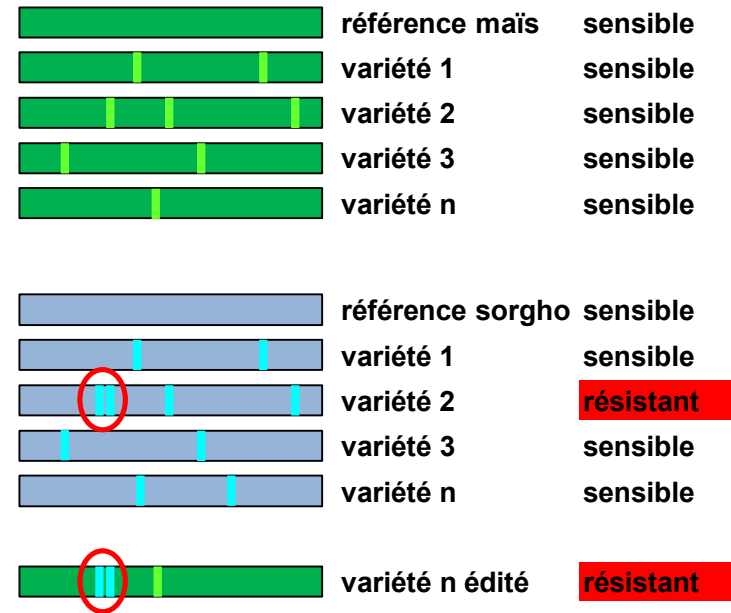 référence maïs sensible
variété 1 sensible
variété 2 sensible
variété 3 sensible
variété n sensible
référence sorgho sensible
variété 1 sensible
variété 2 résistant
variété 3 sensible
variété n sensible
variété n édité résistant